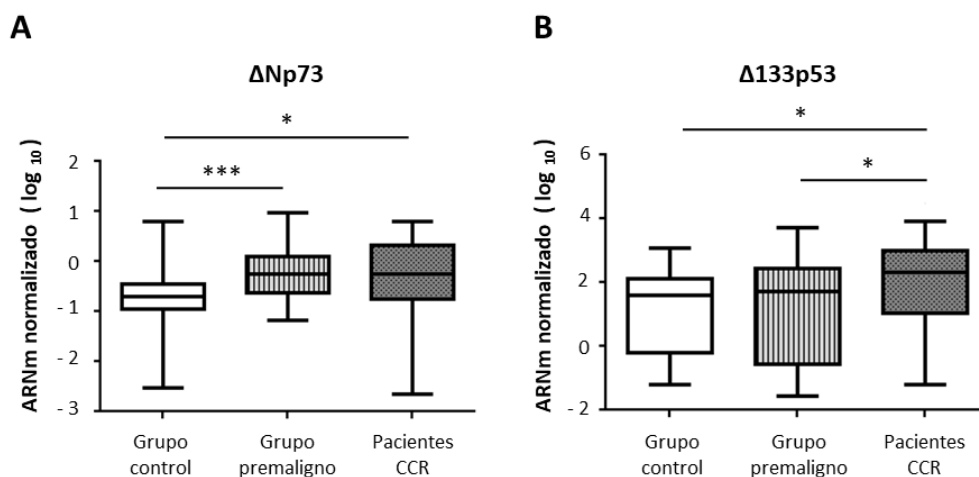 A
ΔNp73
*
***
ARNm normalizado ( log 10 )
2
1
0
- 1
- 2
- 3
Grupo
control
Grupo
premaligno
Pacientes
CCR
B
Δ133p53
*
*
ARNm normalizado ( log 10 )
6
4
2
0
- 2
Grupo
control
Grupo
premaligno
Pacientes
CCR